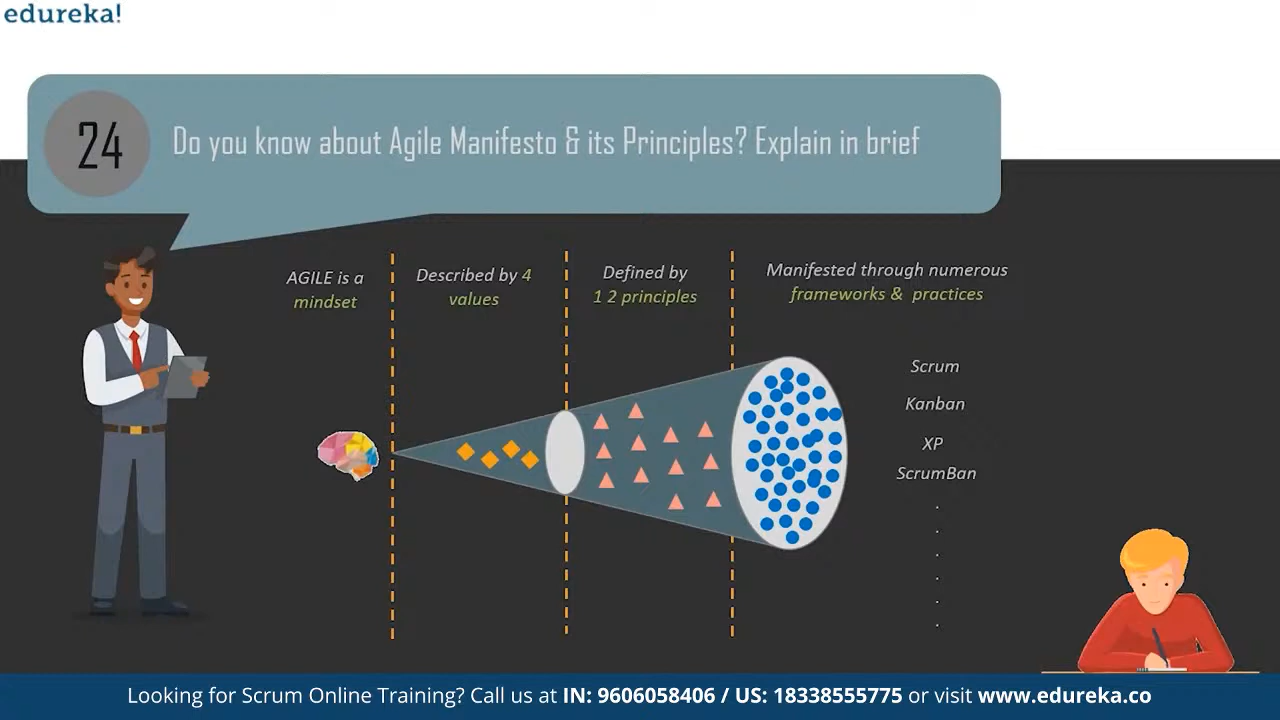 edureka!
24
Do you know about Agile Manifesto & its Principles? Explain in brief
AGILE is a
mindset
Described by 4
values
Defined by
1 2 principles
Manifested through numerous
frameworks & practices
Scrum
Kanban
XP
ScrumBan
.
.
.
.
.
.
Looking for Scrum Online Training? Call us at IN: 9606058406 / US: 18338555775 or visit www.edureka.co